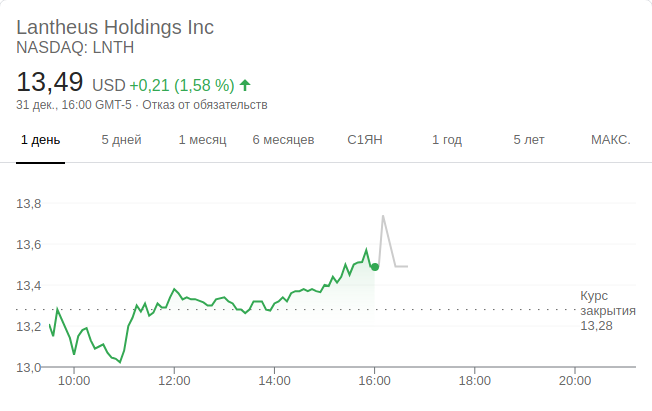 Lantheus Holdings Inc
NASDAQ: LNTH
13,49 USD +0,21 (1,58 %)
31 дек., 16:00 GMT-5 · Отказ от обязательств
1 день 5 дней 1 месяц 6 месяцев С1ЯН 1 год 5 лет МАКС.
13,8
13,6
13,4
Курс
закрытия
13,28
13,2
13,0
10:00 12:00 14:00 16:00 18:00 20:00